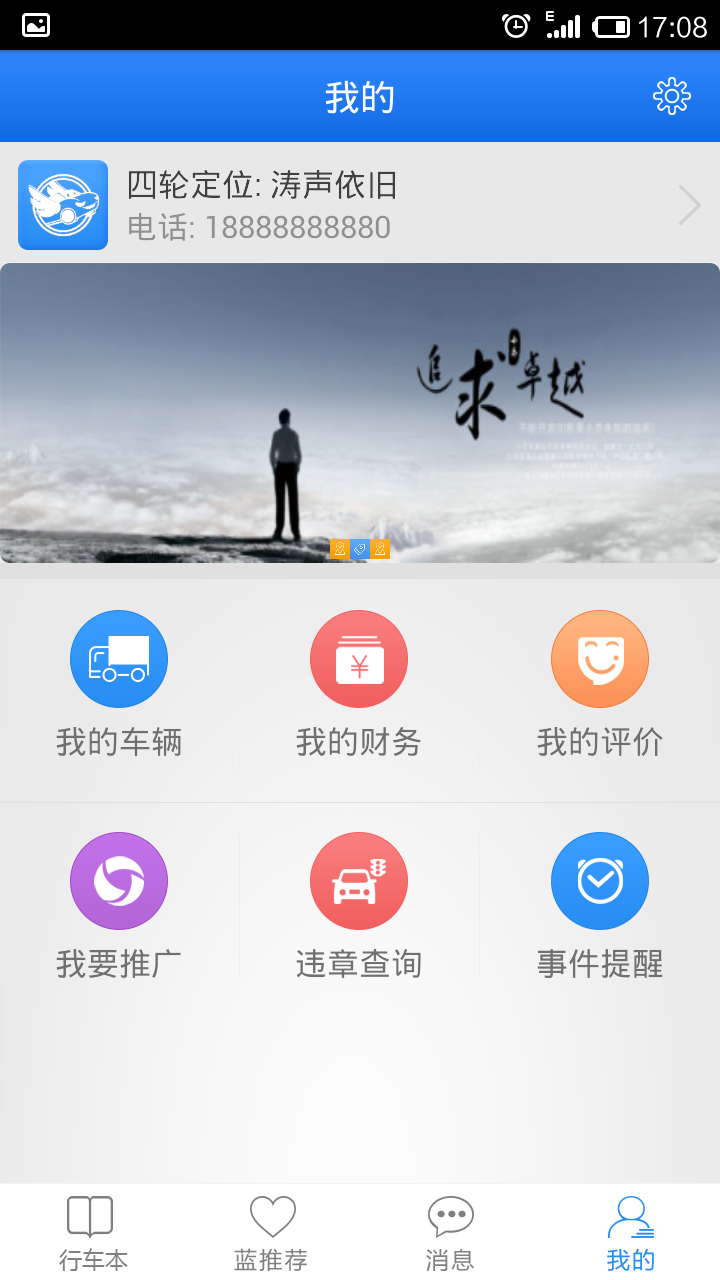 E 17:08
我的
四轮定位: 涛声依旧
电话: 18888888880
追求卓越
我的车辆 我的财务 我的评价
我要推广 违章查询 事件提醒
行车本 蓝推荐 消息 我的